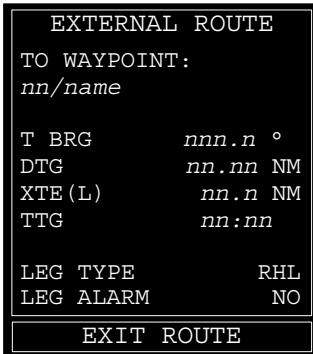 EXTERNAL ROUTE
TO WAYPOINT:
nn/name
T BRG nnn.n °
DTG nn.nn NM
XTE(L) nn.n NM
TTG nn:nn
LEG TYPE RHL
LEG ALARM NO
EXIT ROUTE